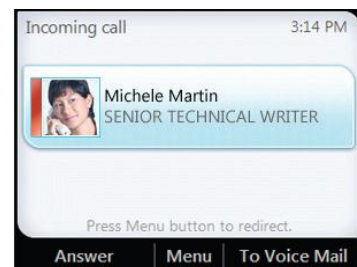 Incoming call 3:14 PM
Michele Martin
SENIOR TECHNICAL WRITER
Press Menu button to redirect.
Answer Menu To Voice Mail